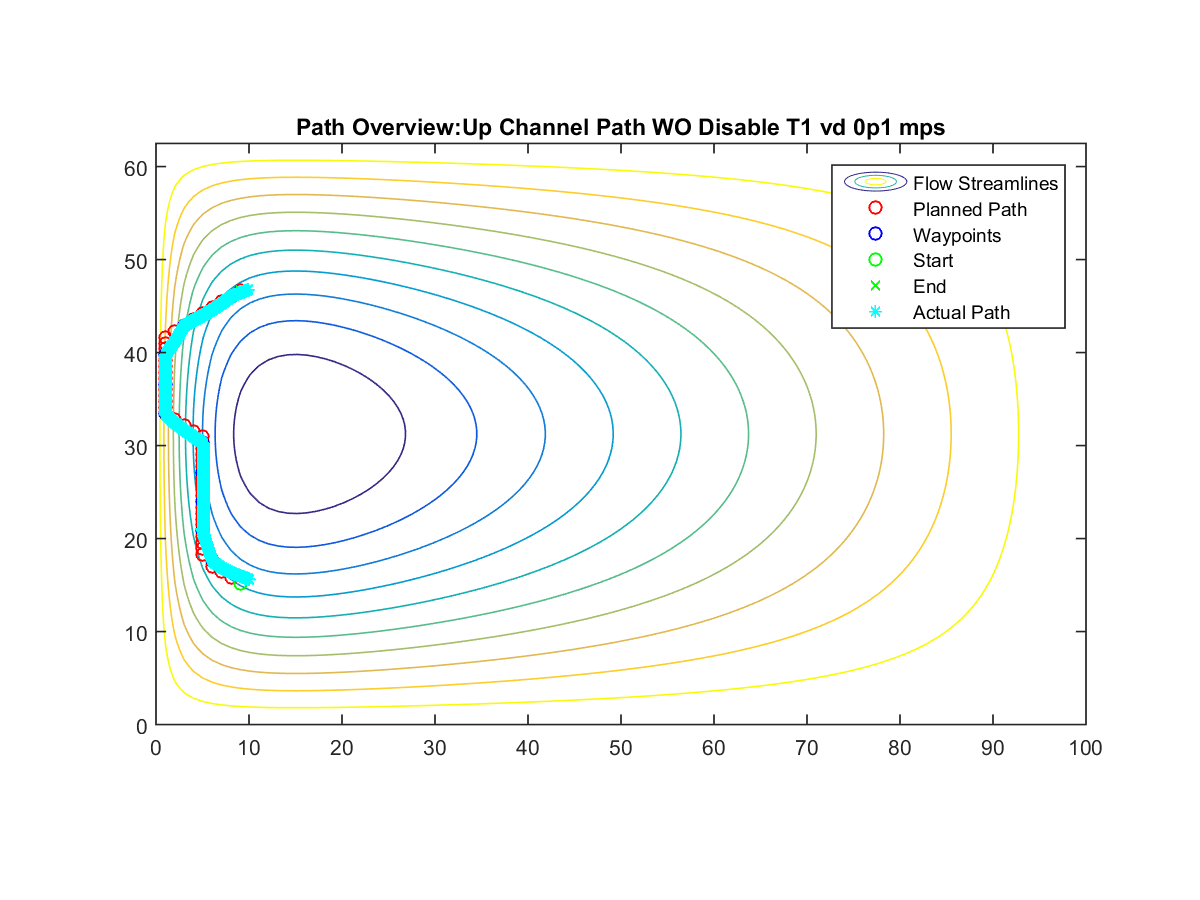 Path Overview:Up Channel Path WO Disable T1 vd 0p1 mps
60
50
40
30
20
10
0
Flow Streamlines
Planned Path
Waypoints
Start
End
Actual Path
0 10 20 30 40 50 60 70 80 90 100